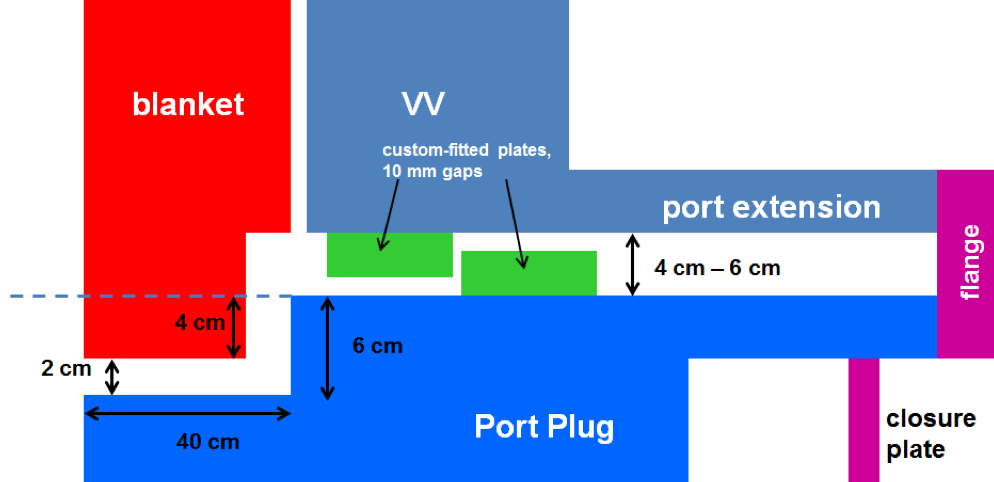 blanket
VV
custom-fitted plates,
10 mm gaps
port extension
flange
4 cm – 6 cm
4 cm
6 cm
2 cm
40 cm
Port Plug
closure
plate